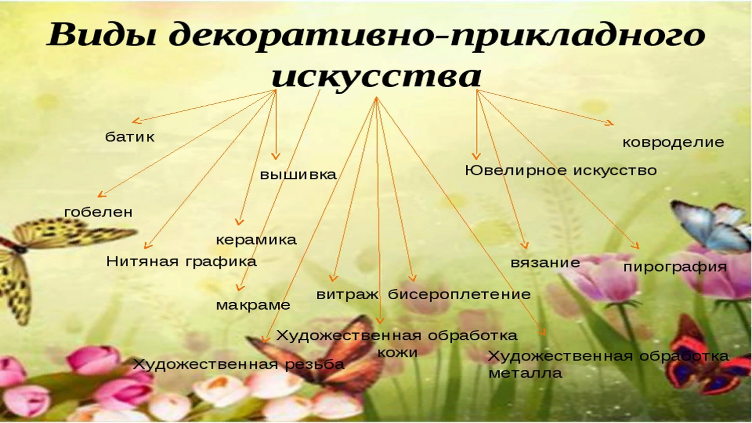 Виды декоративно-прикладного
искусства
батик
ковроделие
вышивка
Ювелирное искусство
гобелен
керамика
Нитяная графика
вязание
пирография
витраж
бисероплетение
макраме
Художественная обработка
кожи
Художественная резьба
Художественная обработка
металла